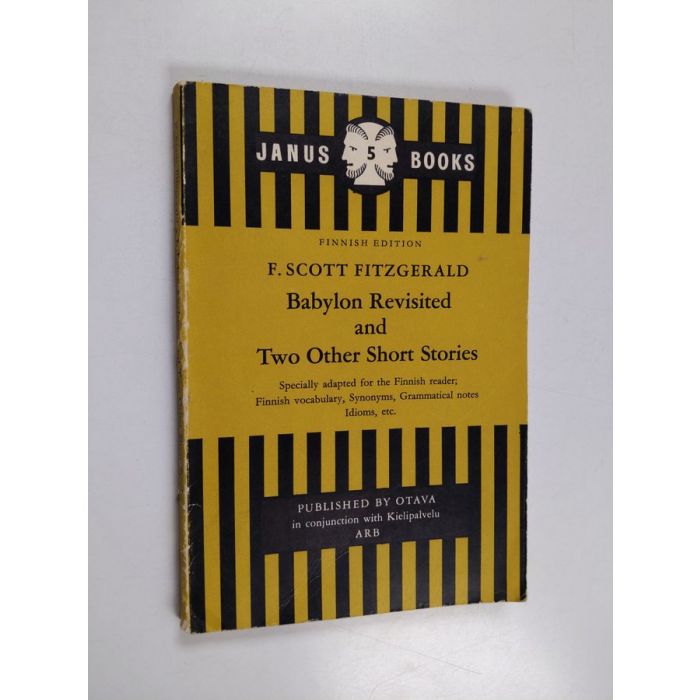 JANUS 5 BOOKS
FINNISH EDITION
F. SCOTT FITZGERALD
Babylon Revisited
and
Two Other Short Stories
Specially adapted for the Finnish reader;
Finnish vocabulary, Synonyms, Grammatical notes
Idioms, etc.
PUBLISHED BY OTAVA
in conjunction with Kielipalvelu
ARB